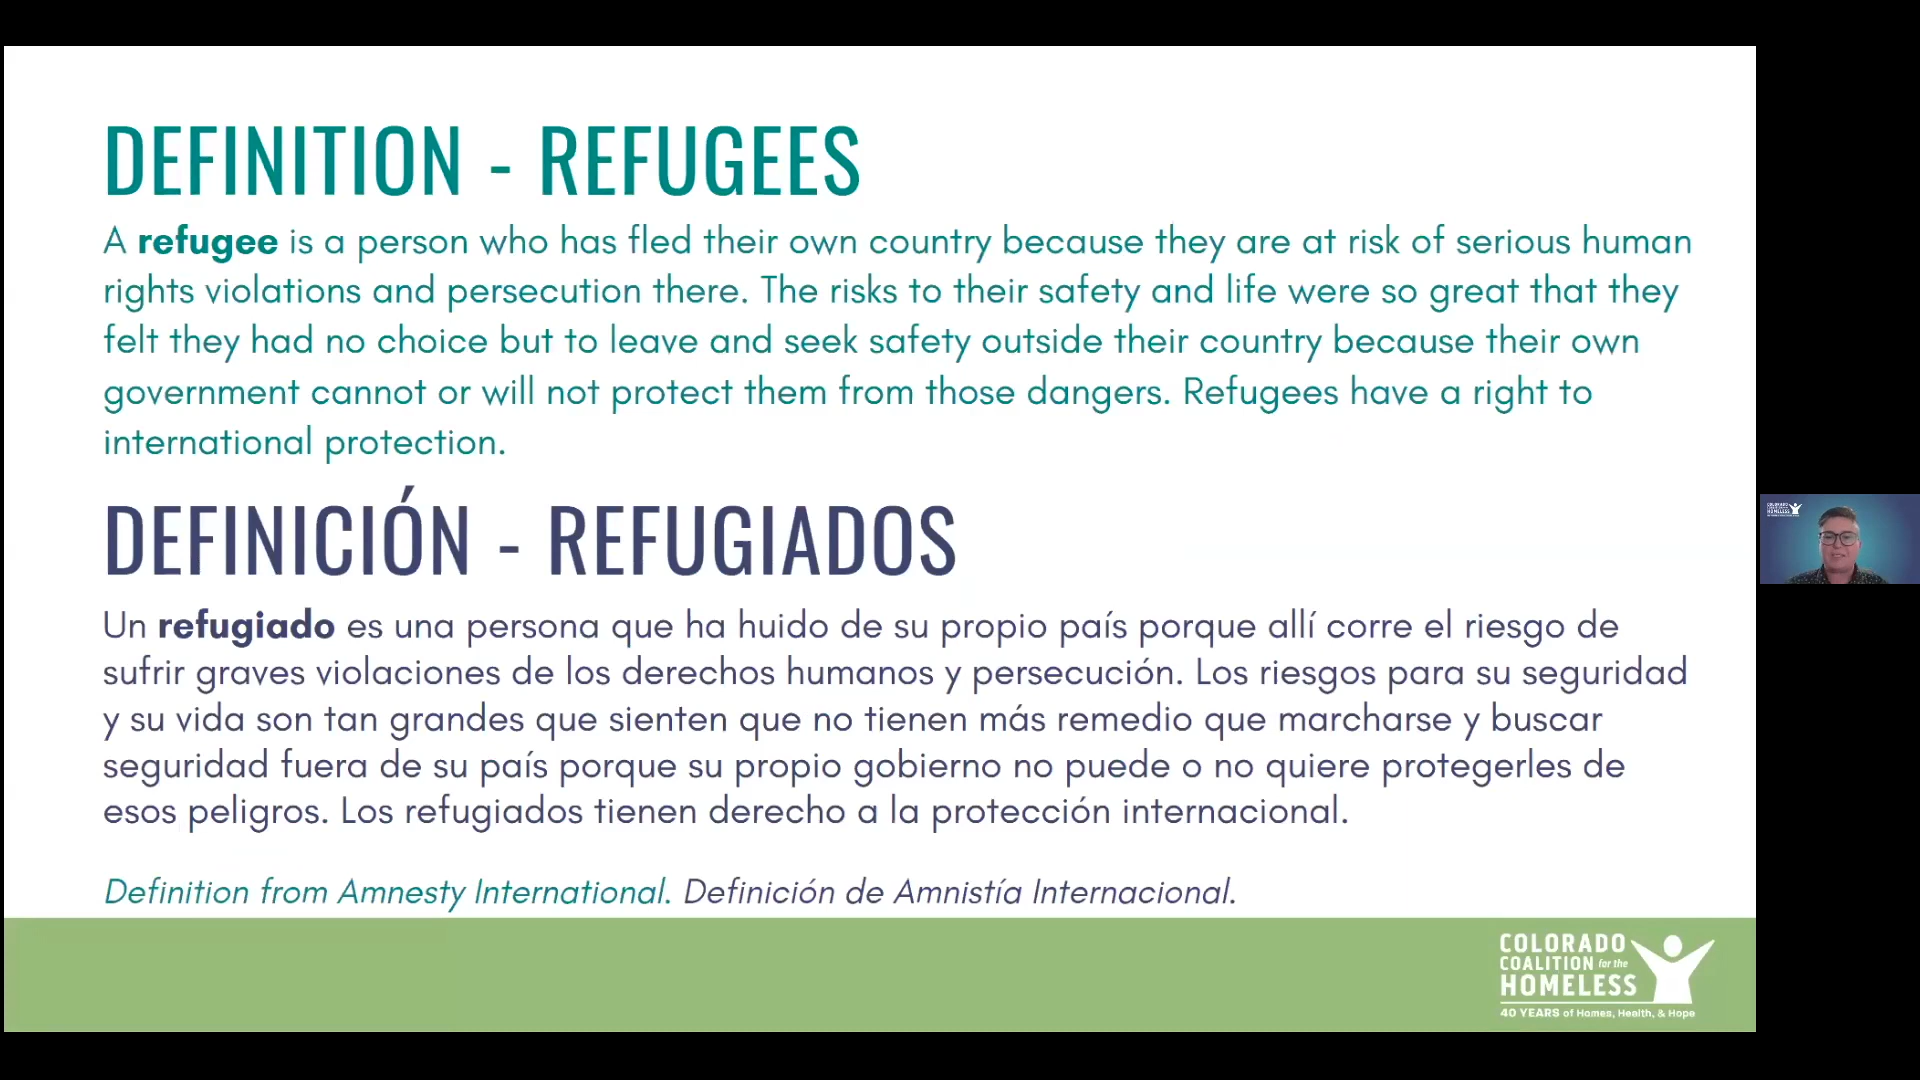 DEFINITION - REFUGEES
A refugee is a person who has fled their own country because they are at risk of serious human
rights violations and persecution there. The risks to their safety and life were so great that they
felt they had no choice but to leave and seek safety outside their country because their own
government cannot or will not protect them from those dangers. Refugees have a right to
international protection.
DEFINICIÓN - REFUGIADOS
Un refugiado es una persona que ha huido de su propio país porque allí corre el riesgo de
sufrir graves violaciones de los derechos humanos y persecución. Los riesgos para su seguridad
y su vida son tan grandes que sienten que no tienen más remedio que marcharse y buscar
seguridad fuera de su país porque su propio gobierno no puede o no quiere protegerles de
esos peligros. Los refugiados tienen derecho a la protección internacional.
Definition from Amnesty International. Definición de Amnistía Internacional.
COLORADO
COALITION for the
HOMELESS
40 YEARS of Homes, Health, & Hope
COLORADO
HOMELESS